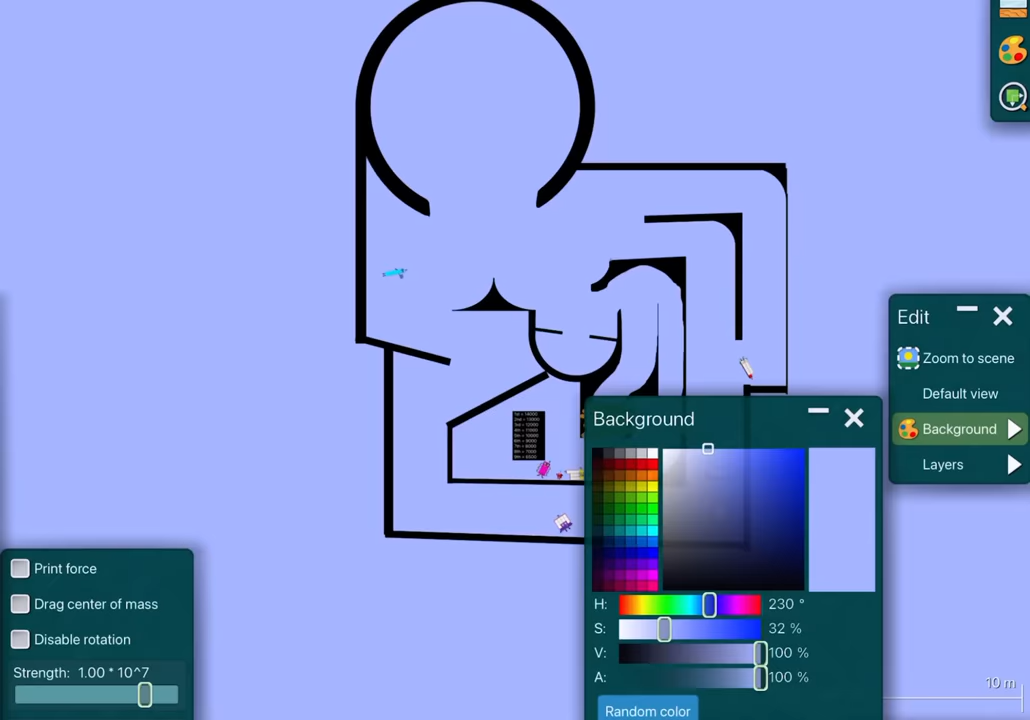 Edit
Zoom to scene
Default view
Background
Layers
Background
H: 230 °
S: 32 %
V: 100 %
A: 100 %
Random color
Print force
Drag center of mass
Disable rotation
Strength: 1.00 * 10^7
10 m